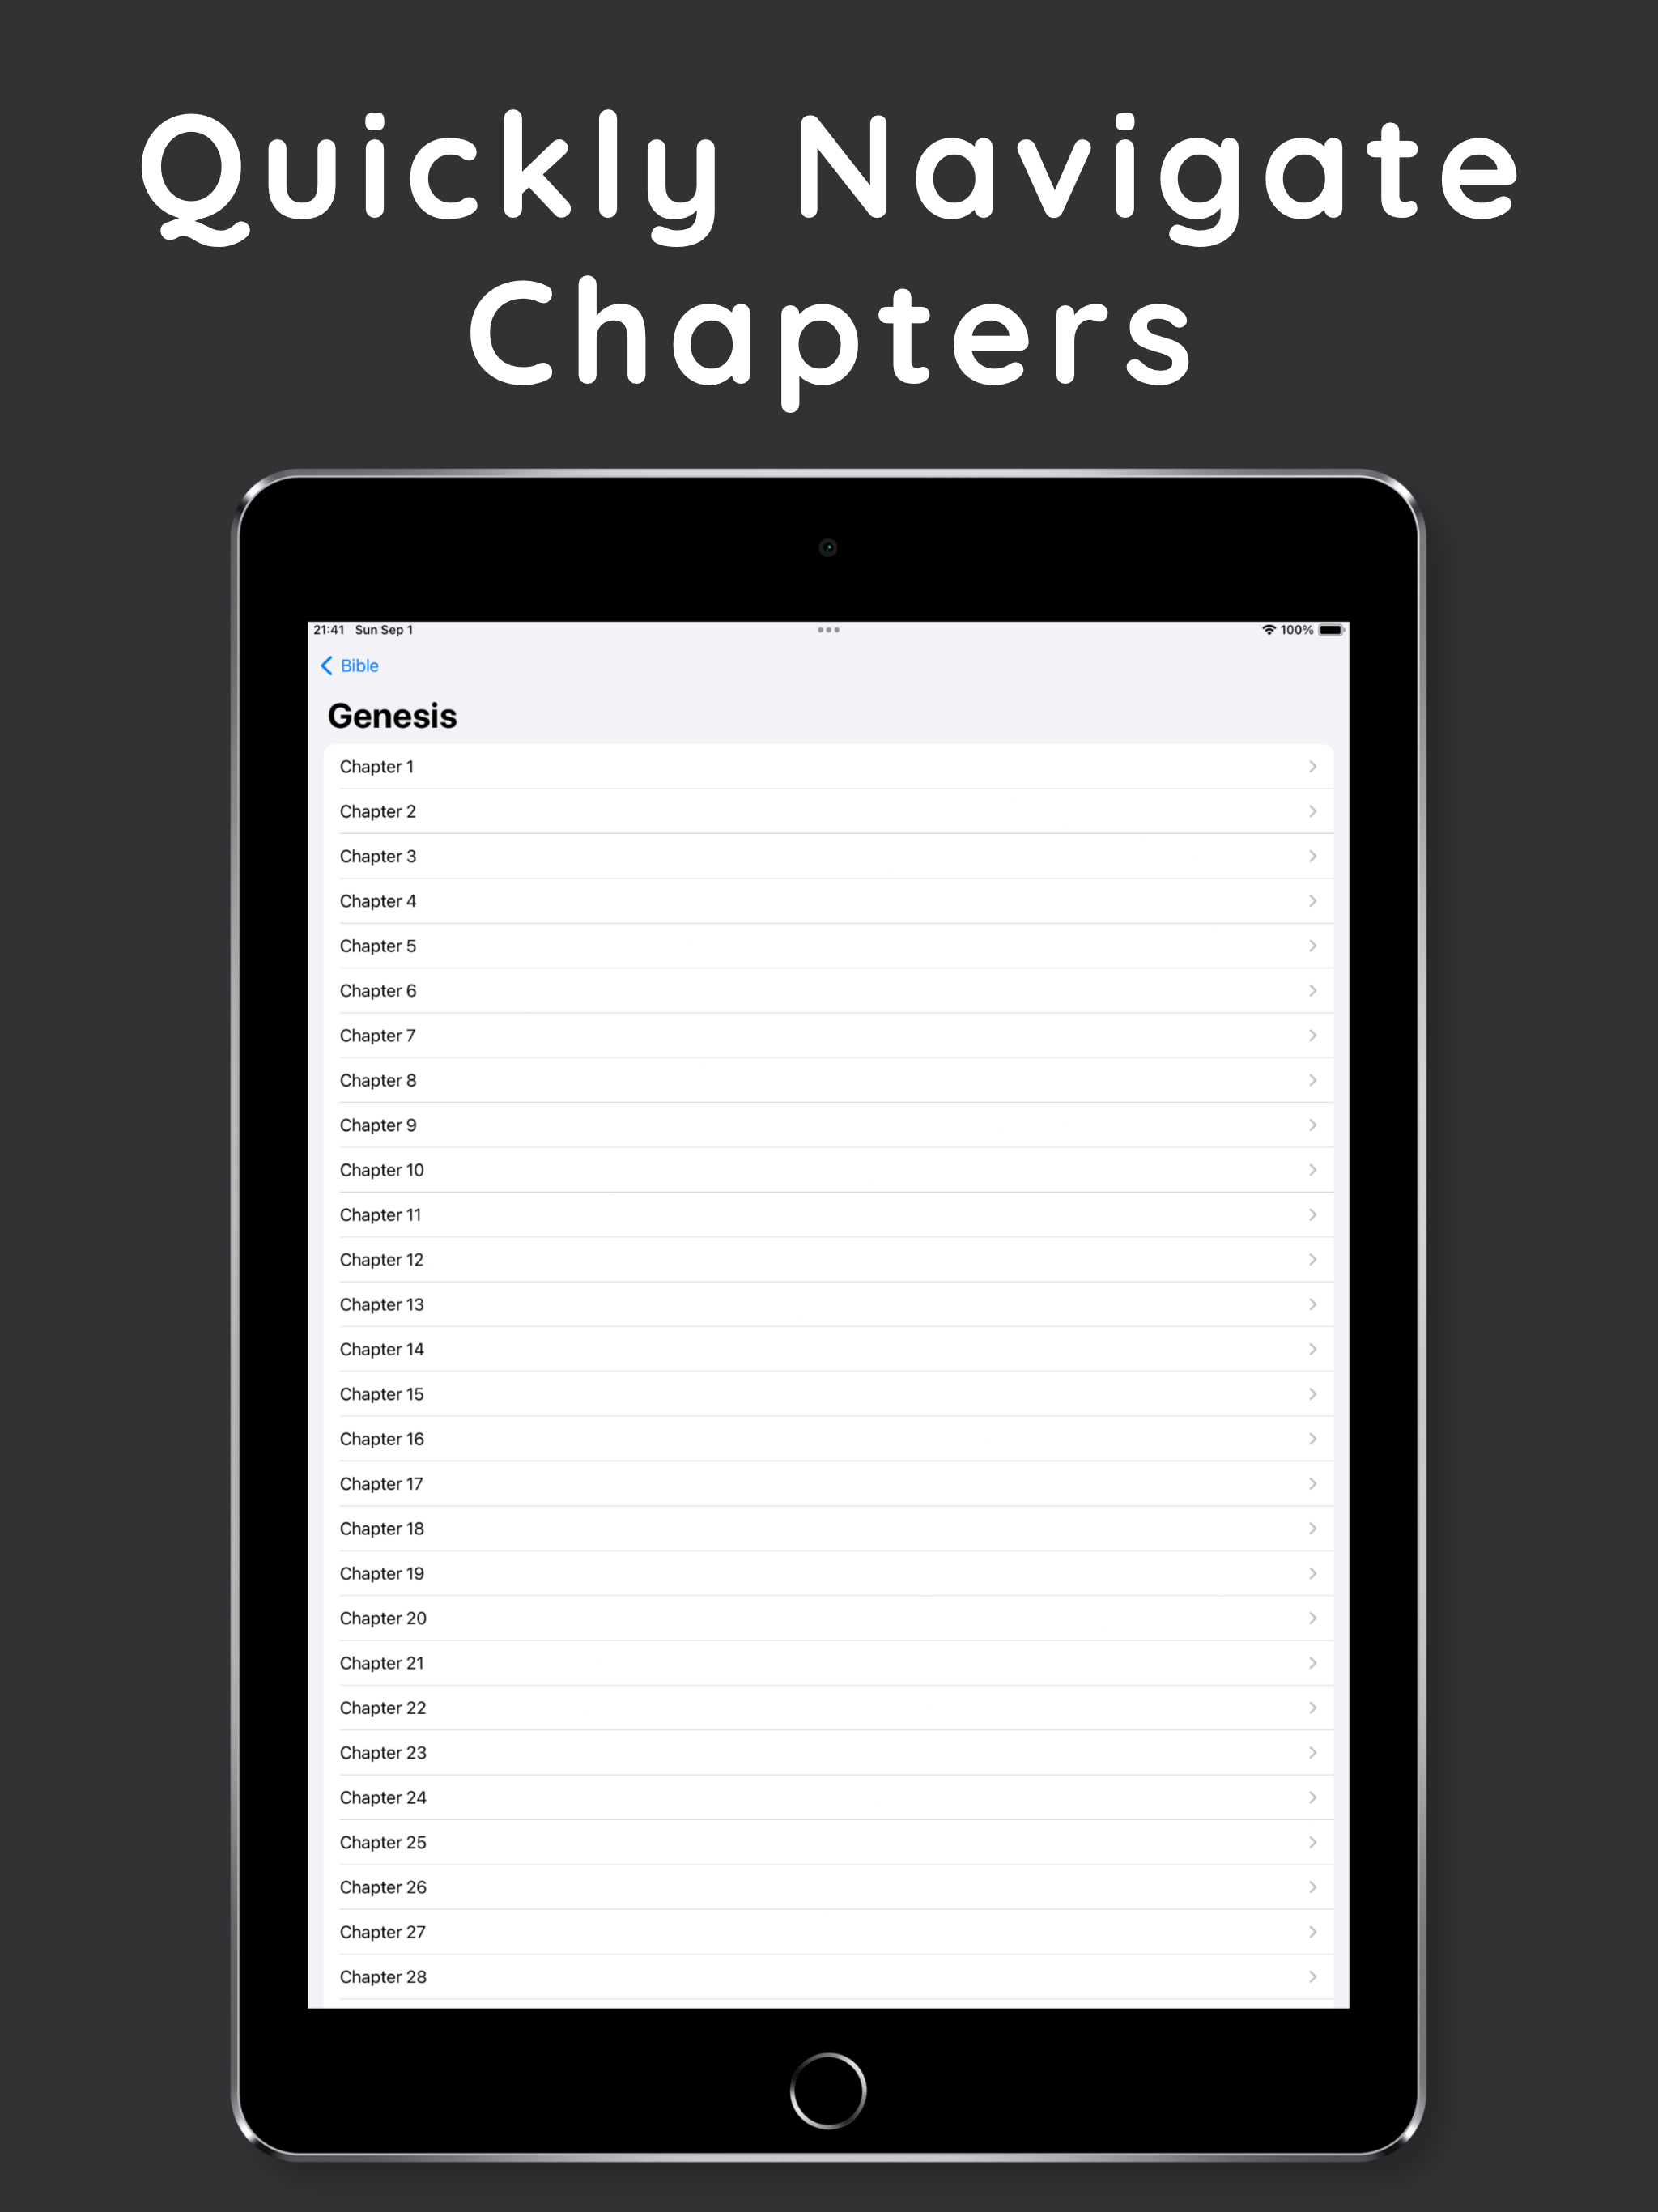 Quickly Navigate
Chapters
21:41 Sun Sep 1 100%
Bible
Genesis
Chapter 1
Chapter 2
Chapter 3
Chapter 4
Chapter 5
Chapter 6
Chapter 7
Chapter 8
Chapter 9
Chapter 10
Chapter 11
Chapter 12
Chapter 13
Chapter 14
Chapter 15
Chapter 16
Chapter 17
Chapter 18
Chapter 19
Chapter 20
Chapter 21
Chapter 22
Chapter 23
Chapter 24
Chapter 25
Chapter 26
Chapter 27
Chapter 28